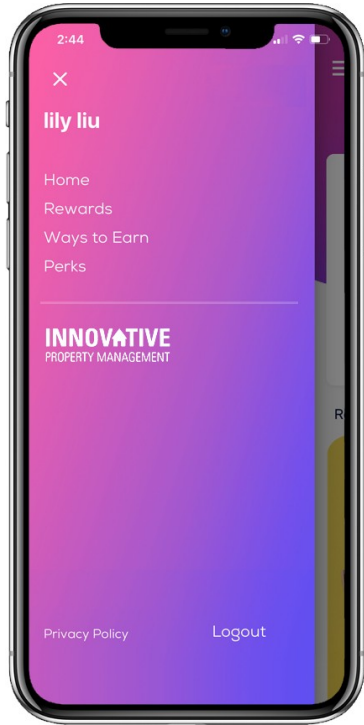 2:44
lily liu
Home
Rewards
Ways to Earn
Perks
INNOVATIVE
PROPERTY MANAGEMENT
R
Privacy Policy
Logout